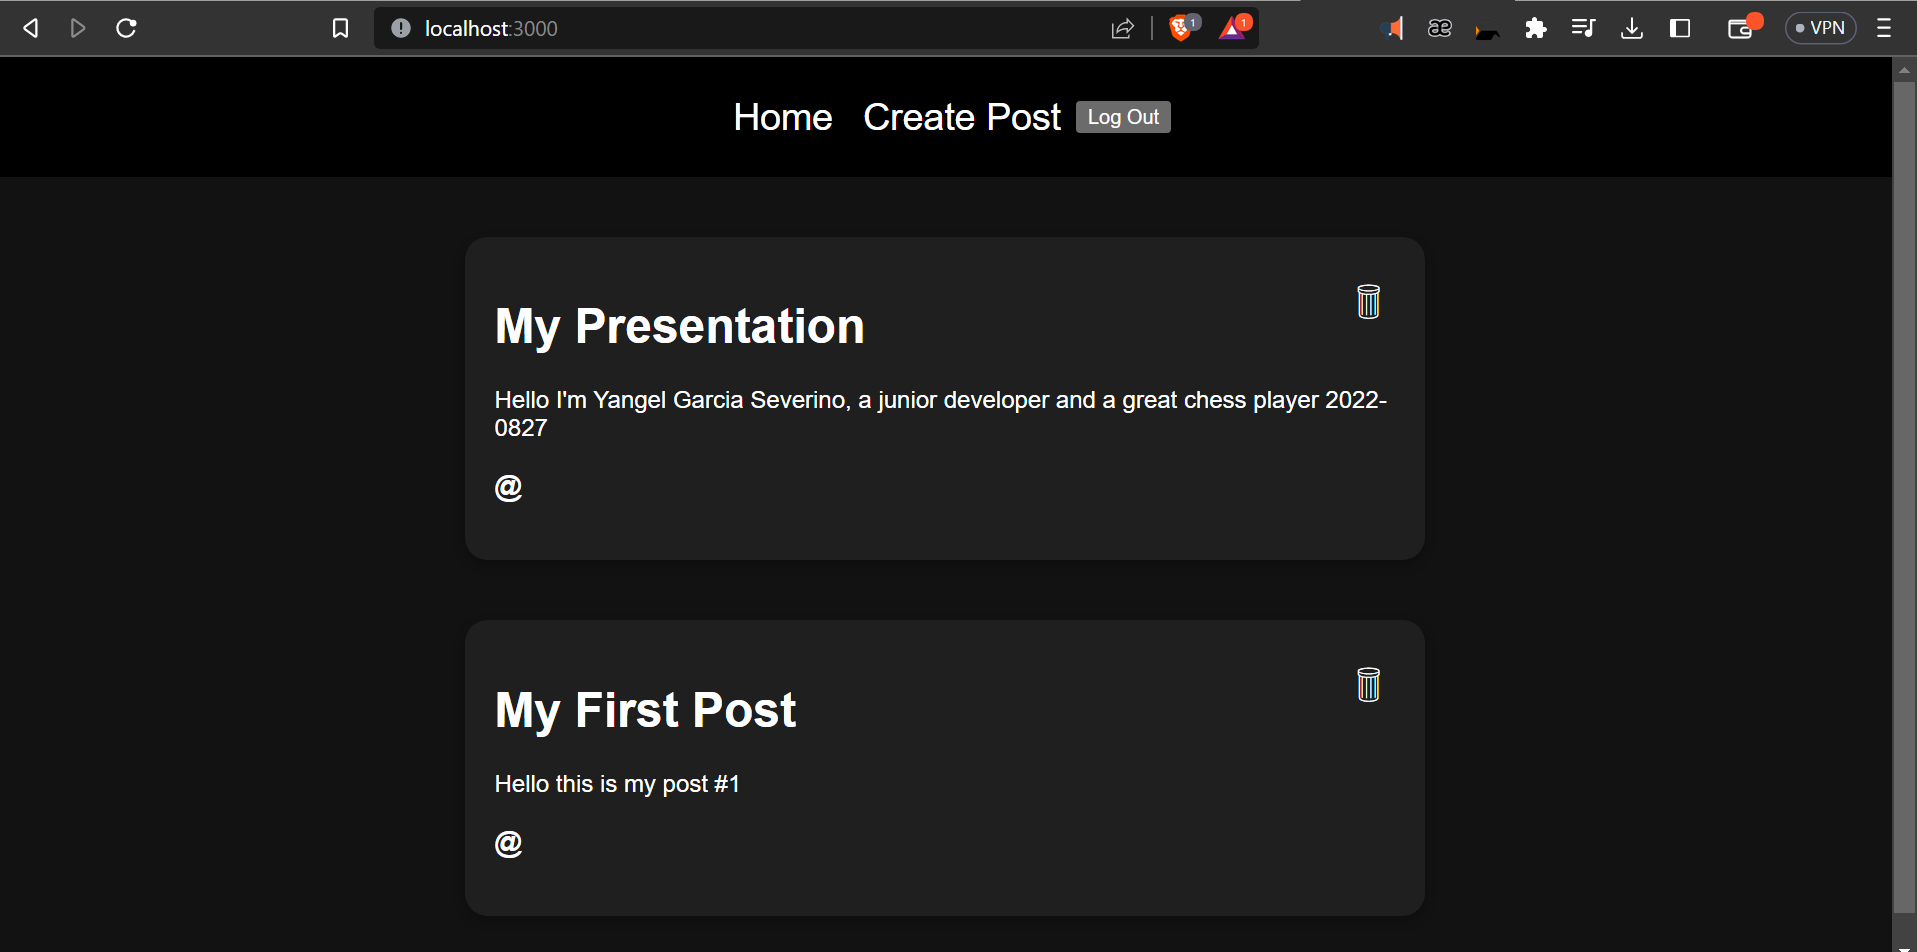 localhost:3000
1
1
æ
VPN
Home Create Post Log Out
My Presentation
Hello I'm Yangel Garcia Severino, a junior developer and a great chess player 2022-
0827
@
My First Post
Hello this is my post #1
@